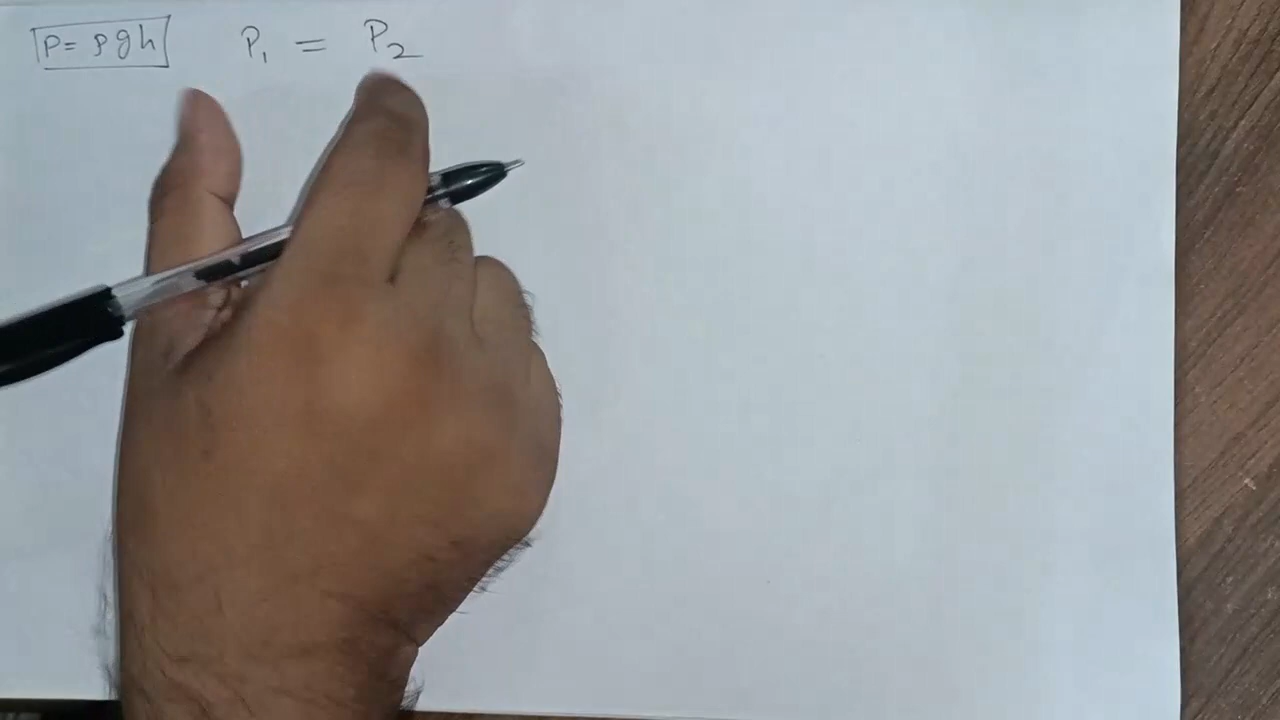 P = ρgh P₁ = P₂